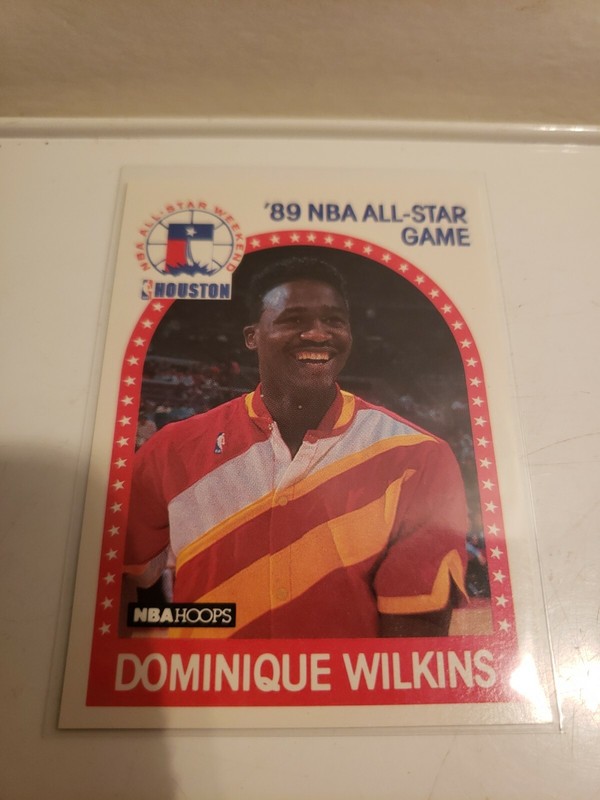 NBA ALL-STAR WEEKEND
HOUSTON
'89 NBA ALL-STAR
GAME
NBA HOOPS
DOMINIQUE WILKINS